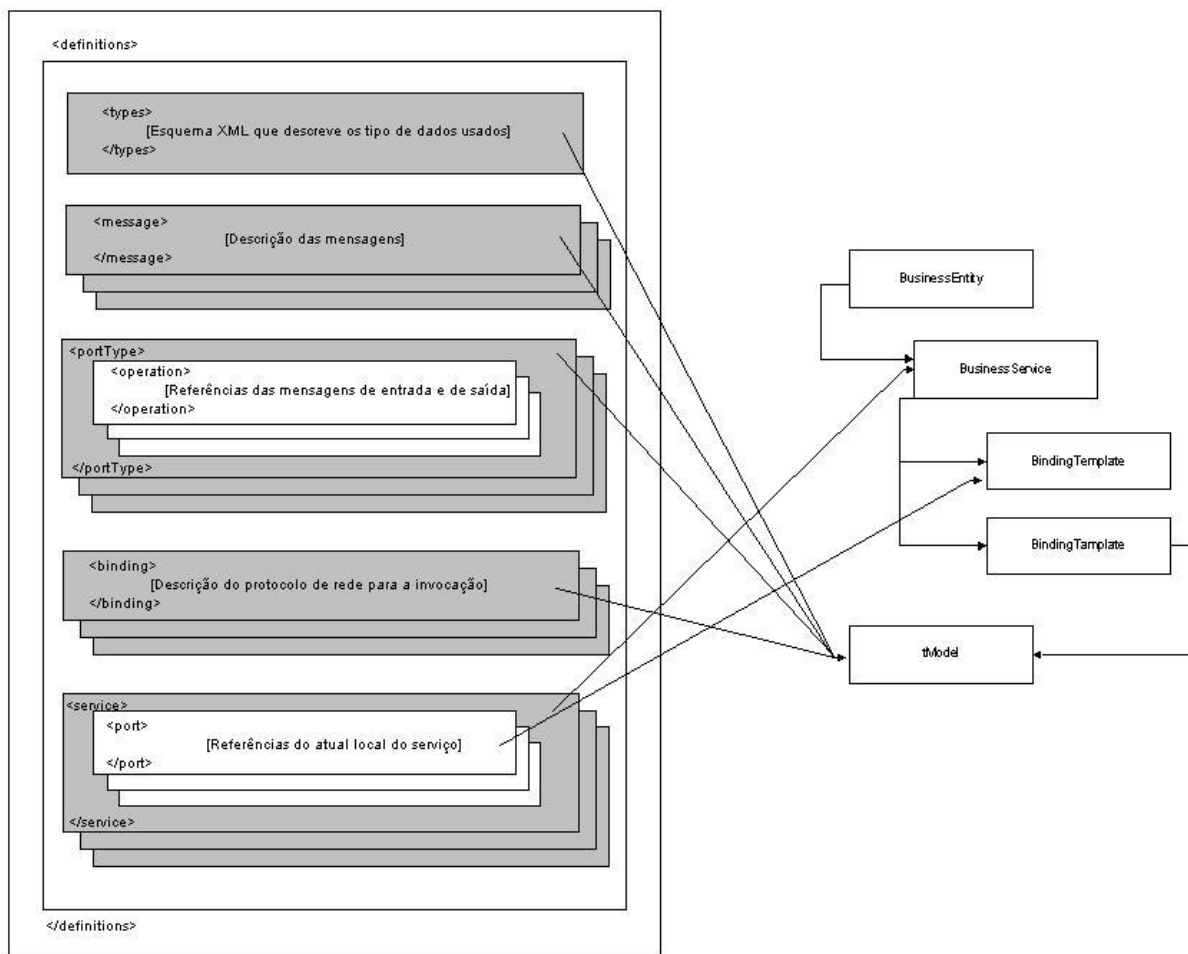 <definitions>
<types>
[Esquema XML que descreve os tipo de dados usados]
</types>
<message>
[Descrição das mensagens]
</message>
<portType>
<operation>
[Referências das mensagens de entrada e de saída]
</operation>
</portType>
<binding>
[Descrição do protocolo de rede para a invocação]
</binding>
<service>
<port>
[Referências do atual local do serviço]
</port>
</service>
</definitions>
BusinessEntity
BusinessService
BindingTemplate
BindingTamplate
tModel